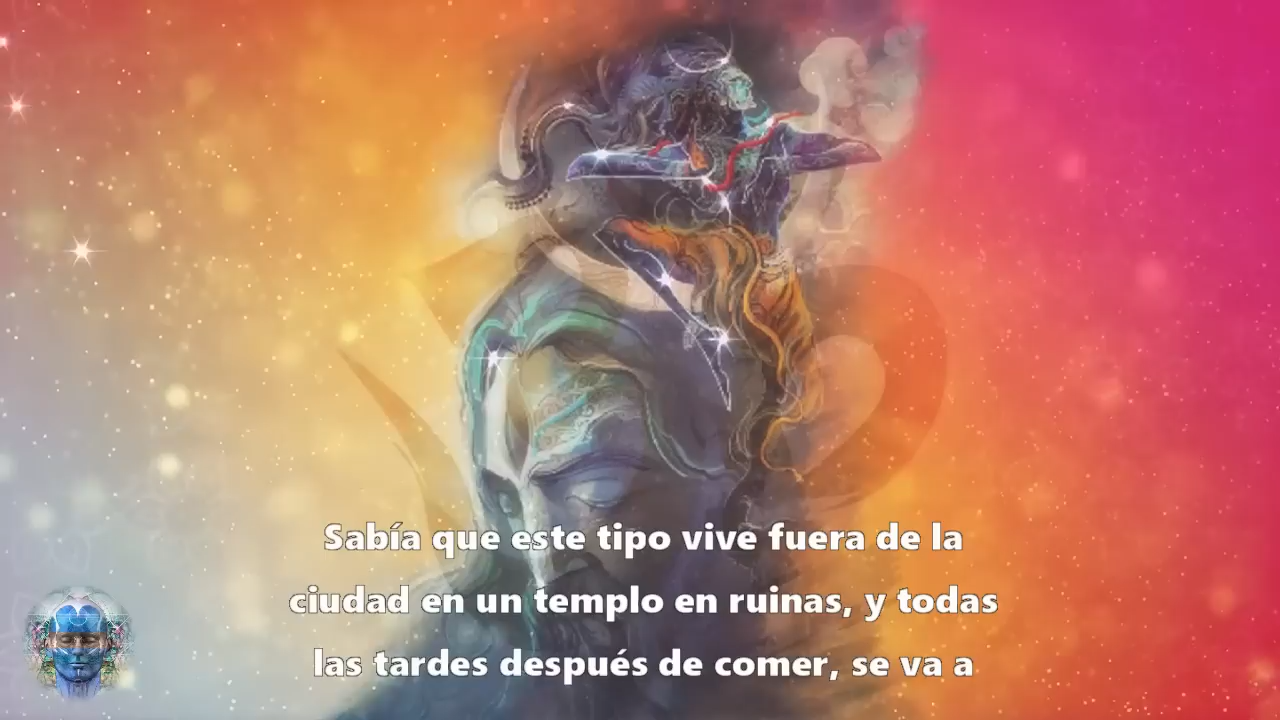 Sabía que este tipo vive fuera de la
ciudad en un templo en ruinas, y todas
las tardes después de comer, se va a